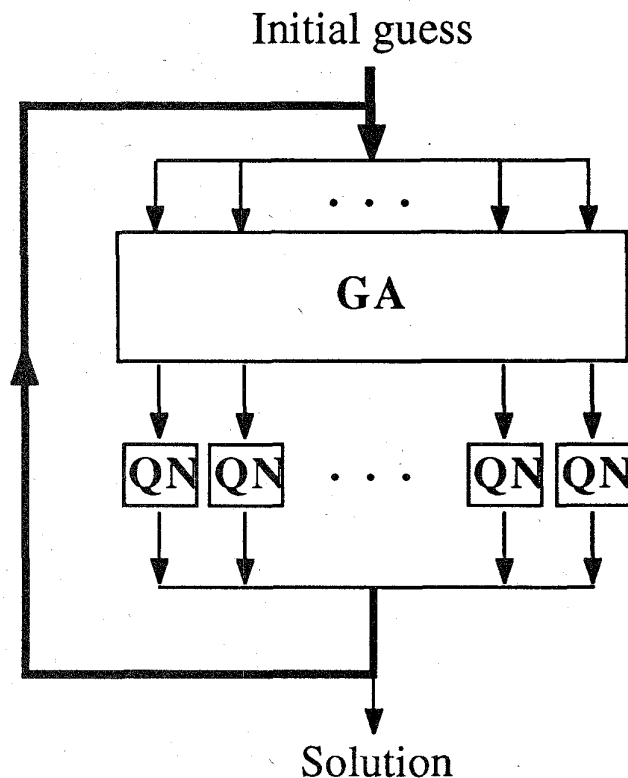 Initial guess
. . .
GA
QN QN . . . QN QN
Solution